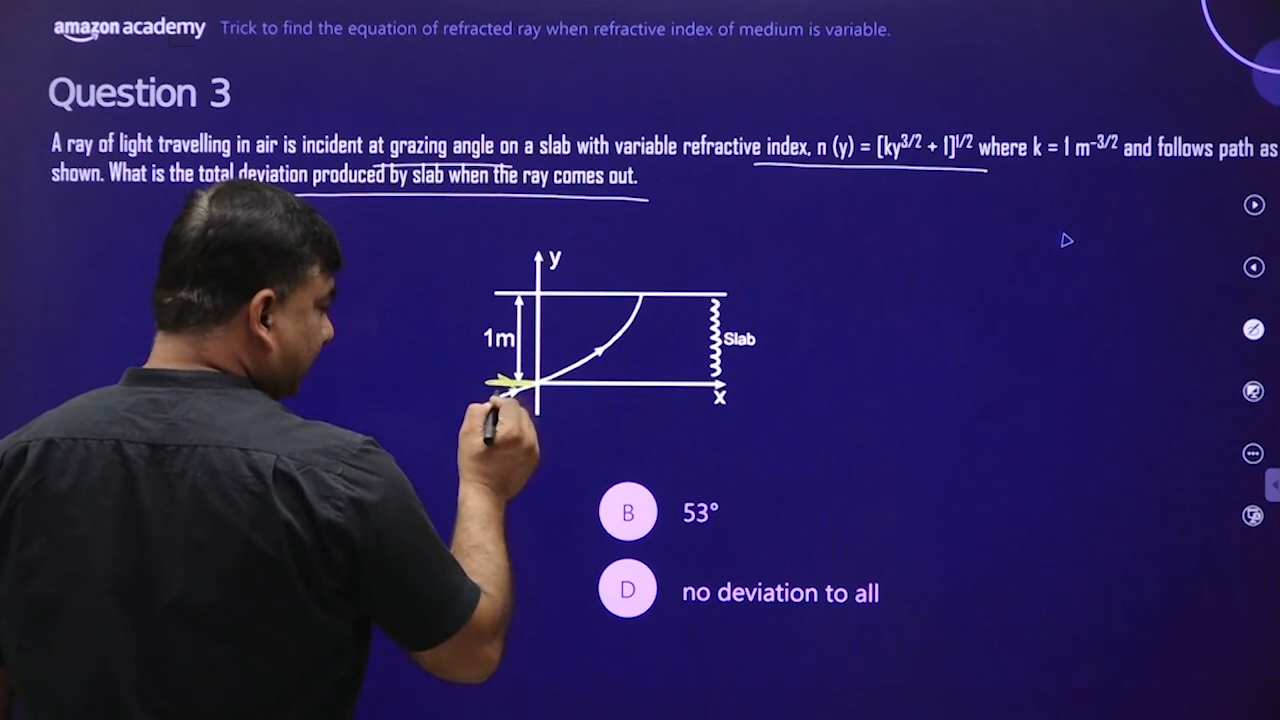 amazon academy Trick to find the equation of refracted ray when refractive index of medium is variable.
Question 3
A ray of light travelling in air is incident at grazing angle on a slab with variable refractive index, n (y) = [ky³/² + 1]¹/² where k = 1 m⁻³/² and follows path as
shown. What is the total deviation produced by slab when the ray comes out.
y
1m
Slab
x
B 53°
D no deviation to all